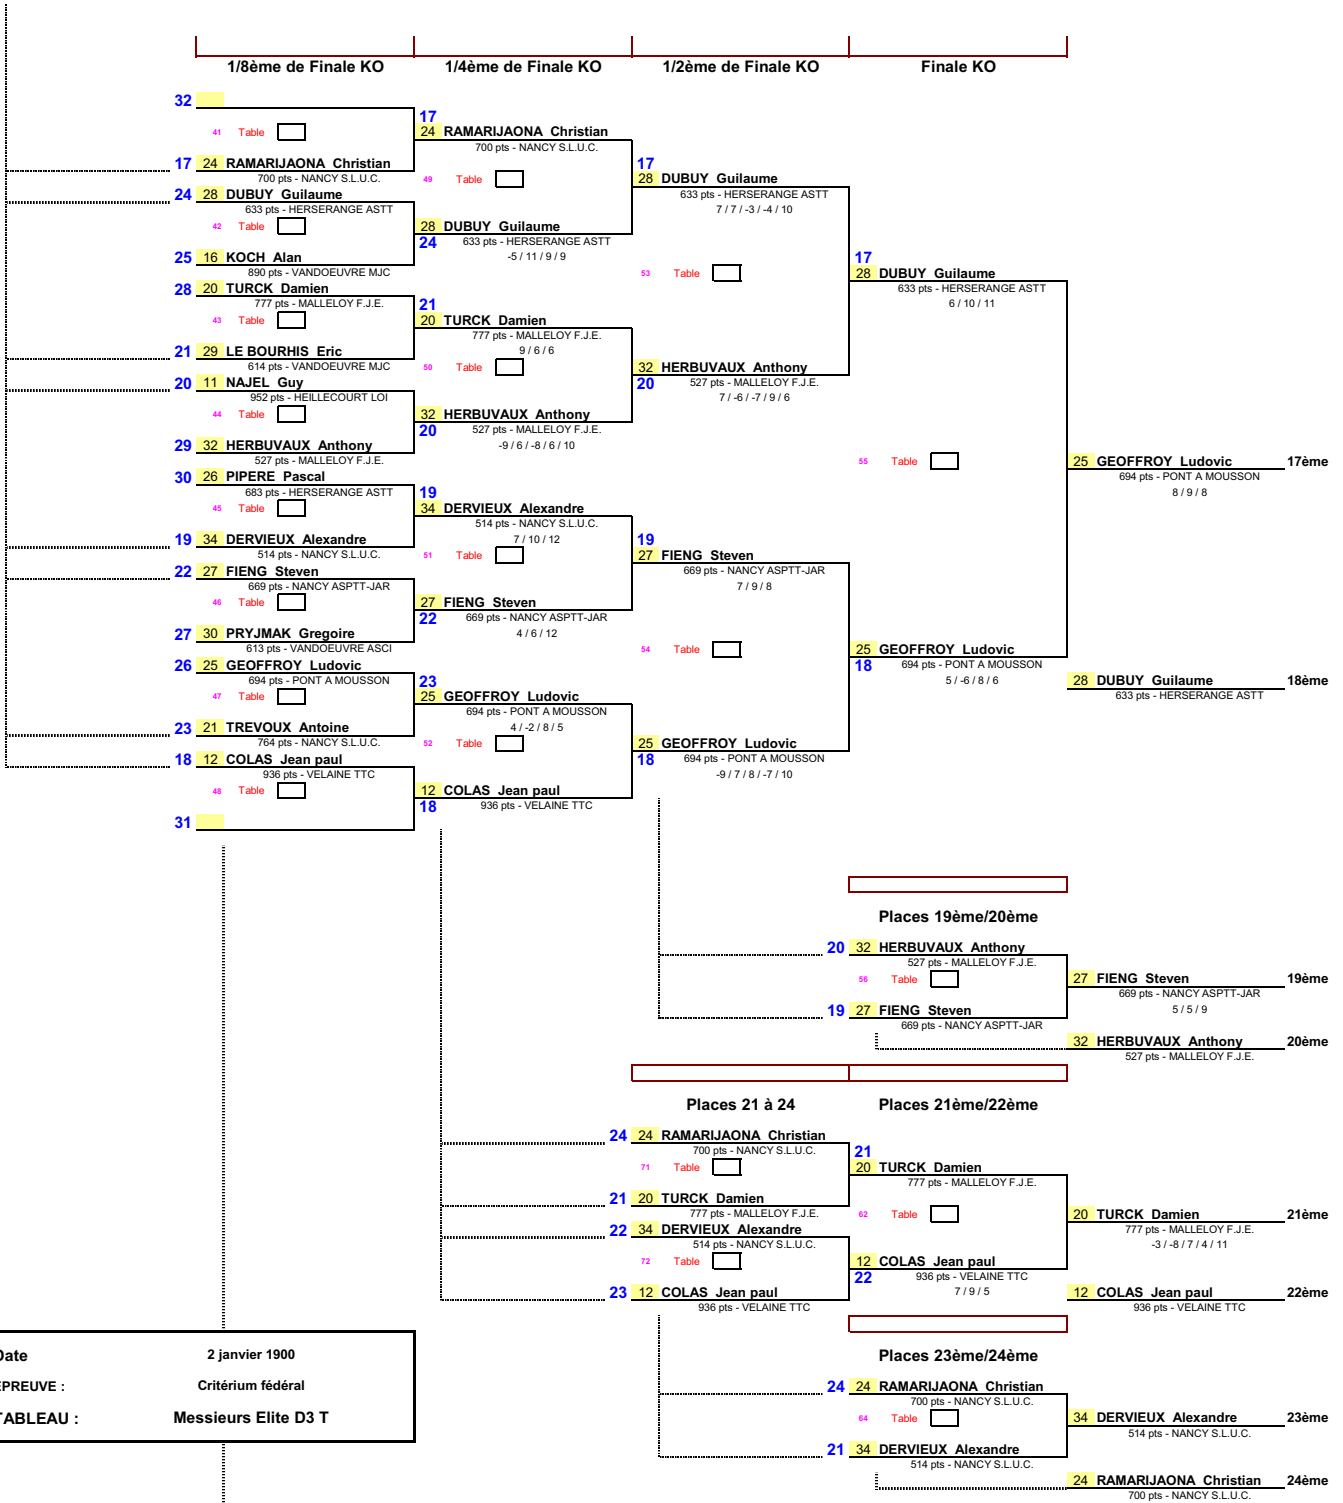 1/8ème de Finale KO 1/4ème de Finale KO 1/2ème de Finale KO Finale KO
32
17
41 Table
24 RAMARIJAONA Christian
700 pts - NANCY S.L.U.C.
17 24 RAMARIJAONA Christian
700 pts - NANCY S.L.U.C.
49 Table
17
28 DUBUY Guilaume
633 pts - HERSERANGE ASTT
7 / 7 / -3 / -4 / 10
24 28 DUBUY Guilaume
633 pts - HERSERANGE ASTT
42 Table
28 DUBUY Guilaume
24 633 pts - HERSERANGE ASTT
-5 / 11 / 9 / 9
25 16 KOCH Alan
890 pts - VANDOEUVRE MJC
53 Table
17
28 DUBUY Guilaume
633 pts - HERSERANGE ASTT
6 / 10 / 11
28 20 TURCK Damien
777 pts - MALLELOY F.J.E.
43 Table
21
20 TURCK Damien
777 pts - MALLELOY F.J.E.
9 / 6 / 6
21 29 LE BOURHIS Eric
614 pts - VANDOEUVRE MJC
50 Table
32 HERBUVAUX Anthony
20 527 pts - MALLELOY F.J.E.
7 / -6 / -7 / 9 / 6
20 11 NAJEL Guy
952 pts - HEILLECOURT LOI
44 Table
32 HERBUVAUX Anthony
20 527 pts - MALLELOY F.J.E.
-9 / 6 / -8 / 6 / 10
29 32 HERBUVAUX Anthony
527 pts - MALLELOY F.J.E.
55 Table
25 GEOFFROY Ludovic 17ème
694 pts - PONT A MOUSSON
8 / 9 / 8
30 26 PIPERE Pascal
683 pts - HERSERANGE ASTT
45 Table
19
34 DERVIEUX Alexandre
514 pts - NANCY S.L.U.C.
7 / 10 / 12
19 34 DERVIEUX Alexandre
514 pts - NANCY S.L.U.C.
51 Table
19
27 FIENG Steven
669 pts - NANCY ASPTT-JAR
7 / 9 / 8
22 27 FIENG Steven
669 pts - NANCY ASPTT-JAR
46 Table
27 FIENG Steven
22 669 pts - NANCY ASPTT-JAR
4 / 6 / 12
27 30 PRYJMAK Gregoire
613 pts - VANDOEUVRE ASCI
54 Table
25 GEOFFROY Ludovic
18 694 pts - PONT A MOUSSON
5 / -6 / 8 / 6
26 25 GEOFFROY Ludovic
694 pts - PONT A MOUSSON
28 DUBUY Guilaume 18ème
633 pts - HERSERANGE ASTT
47 Table
23
25 GEOFFROY Ludovic
694 pts - PONT A MOUSSON
4 / -2 / 8 / 5
23 21 TREVOUX Antoine
764 pts - NANCY S.L.U.C.
52 Table
25 GEOFFROY Ludovic
18 694 pts - PONT A MOUSSON
-9 / 7 / 8 / -7 / 10
18 12 COLAS Jean paul
936 pts - VELAINE TTC
48 Table
12 COLAS Jean paul
18 936 pts - VELAINE TTC
31
Places 19ème/20ème
20 32 HERBUVAUX Anthony
527 pts - MALLELOY F.J.E.
56 Table
27 FIENG Steven 19ème
669 pts - NANCY ASPTT-JAR
5 / 5 / 9
19 27 FIENG Steven
669 pts - NANCY ASPTT-JAR
32 HERBUVAUX Anthony 20ème
527 pts - MALLELOY F.J.E.
Places 21 à 24 Places 21ème/22ème
24 24 RAMARIJAONA Christian
700 pts - NANCY S.L.U.C.
71 Table
21
20 TURCK Damien
777 pts - MALLELOY F.J.E.
21 20 TURCK Damien
777 pts - MALLELOY F.J.E.
62 Table
20 TURCK Damien 21ème
777 pts - MALLELOY F.J.E.
-3 / -8 / 7 / 4 / 11
22 34 DERVIEUX Alexandre
514 pts - NANCY S.L.U.C.
72 Table
12 COLAS Jean paul
22 936 pts - VELAINE TTC
7 / 9 / 5
23 12 COLAS Jean paul
936 pts - VELAINE TTC
12 COLAS Jean paul 22ème
936 pts - VELAINE TTC
Places 23ème/24ème
24 24 RAMARIJAONA Christian
700 pts - NANCY S.L.U.C.
64 Table
34 DERVIEUX Alexandre 23ème
514 pts - NANCY S.L.U.C.
21 34 DERVIEUX Alexandre
514 pts - NANCY S.L.U.C.
24 RAMARIJAONA Christian 24ème
700 pts - NANCY S.L.U.C.
Date 2 janvier 1900
EPREUVE : Critérium fédéral
TABLEAU : Messieurs Elite D3 T